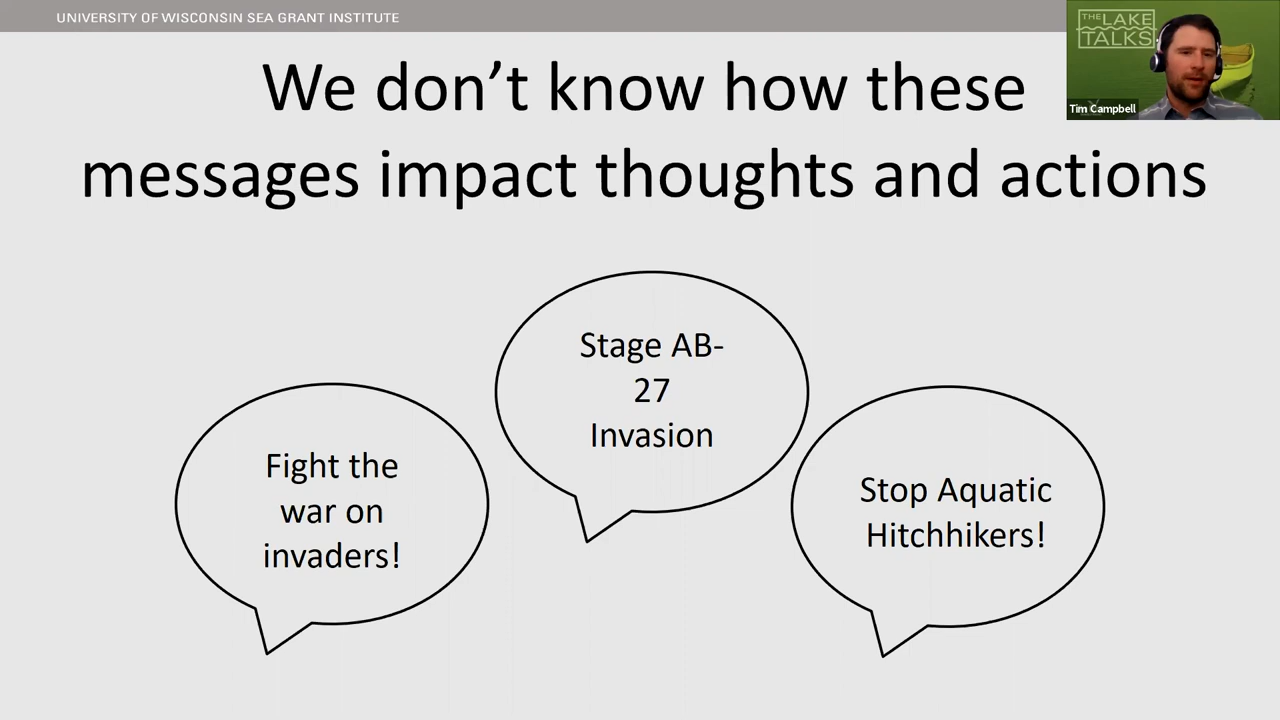 UNIVERSITY OF WISCONSIN SEA GRANT INSTITUTE
THE LAKE
TALKS
Tim Campbell
We don’t know how these
messages impact thoughts and actions
Fight the
war on
invaders!
Stage AB-
27
Invasion
Stop Aquatic
Hitchhikers!